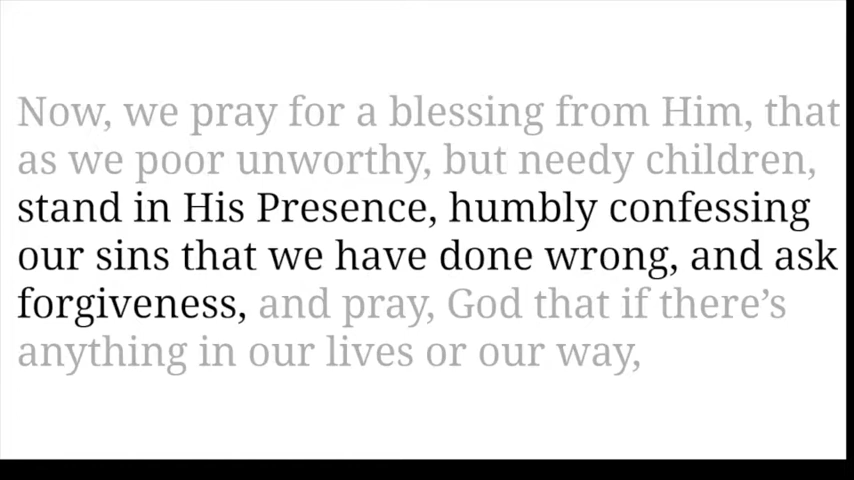 Now, we pray for a blessing from Him, that
as we poor unworthy, but needy children,
stand in His Presence, humbly confessing
our sins that we have done wrong, and ask
forgiveness, and pray, God that if there’s
anything in our lives or our way,